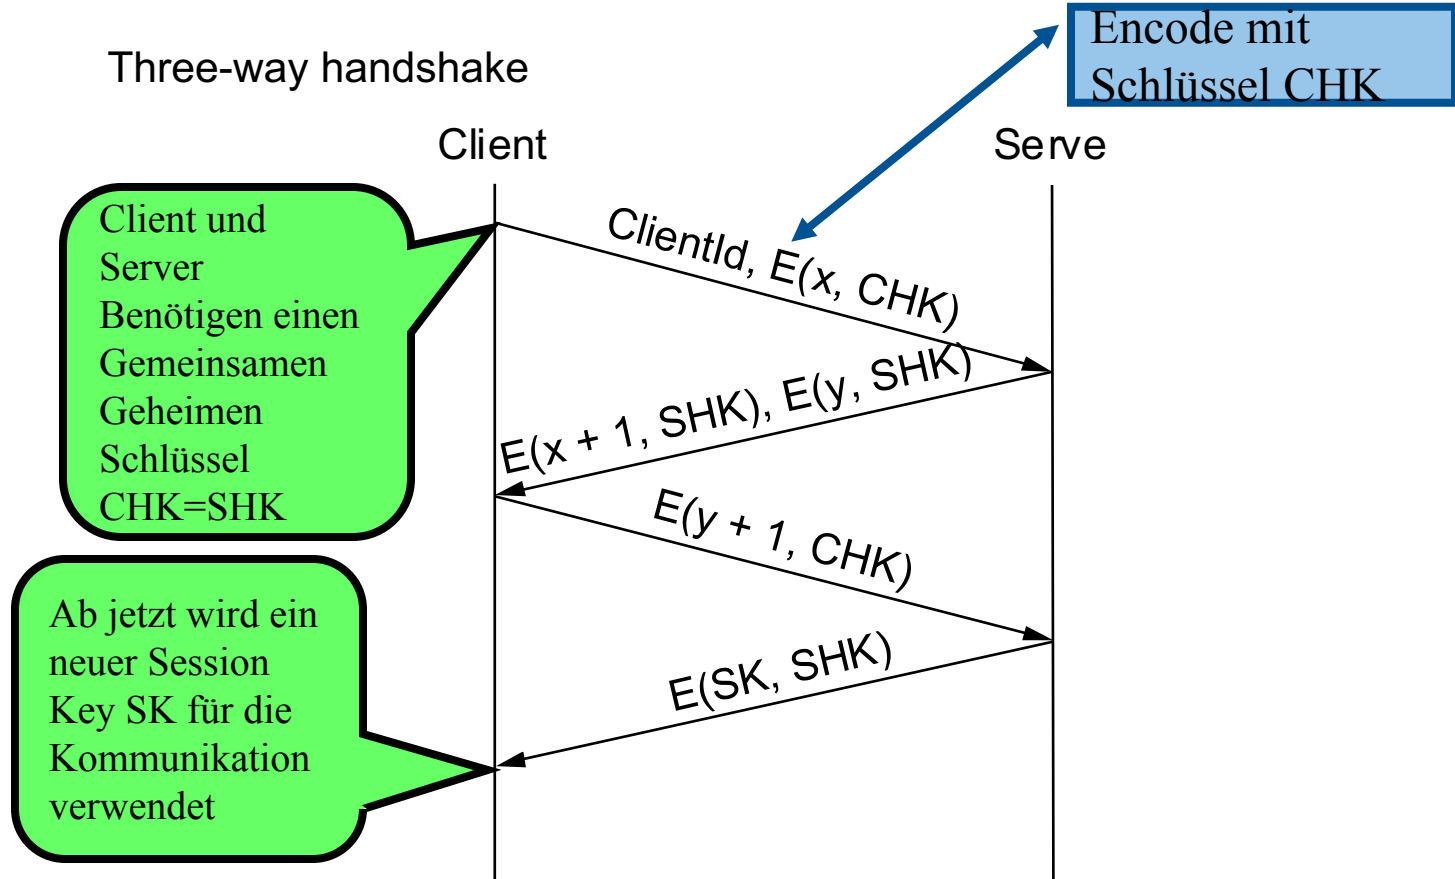 Three-way handshake
Encode mit
Schlüssel CHK
Client
Serve
Client und
Server
Benötigen einen
Gemeinsamen
Geheimen
Schlüssel
CHK=SHK
ClientId, E(x, CHK)
E(x + 1, SHK), E(y, SHK)
E(y + 1, CHK)
E(SK, SHK)
Ab jetzt wird ein
neuer Session
Key SK für die
Kommunikation
verwendet